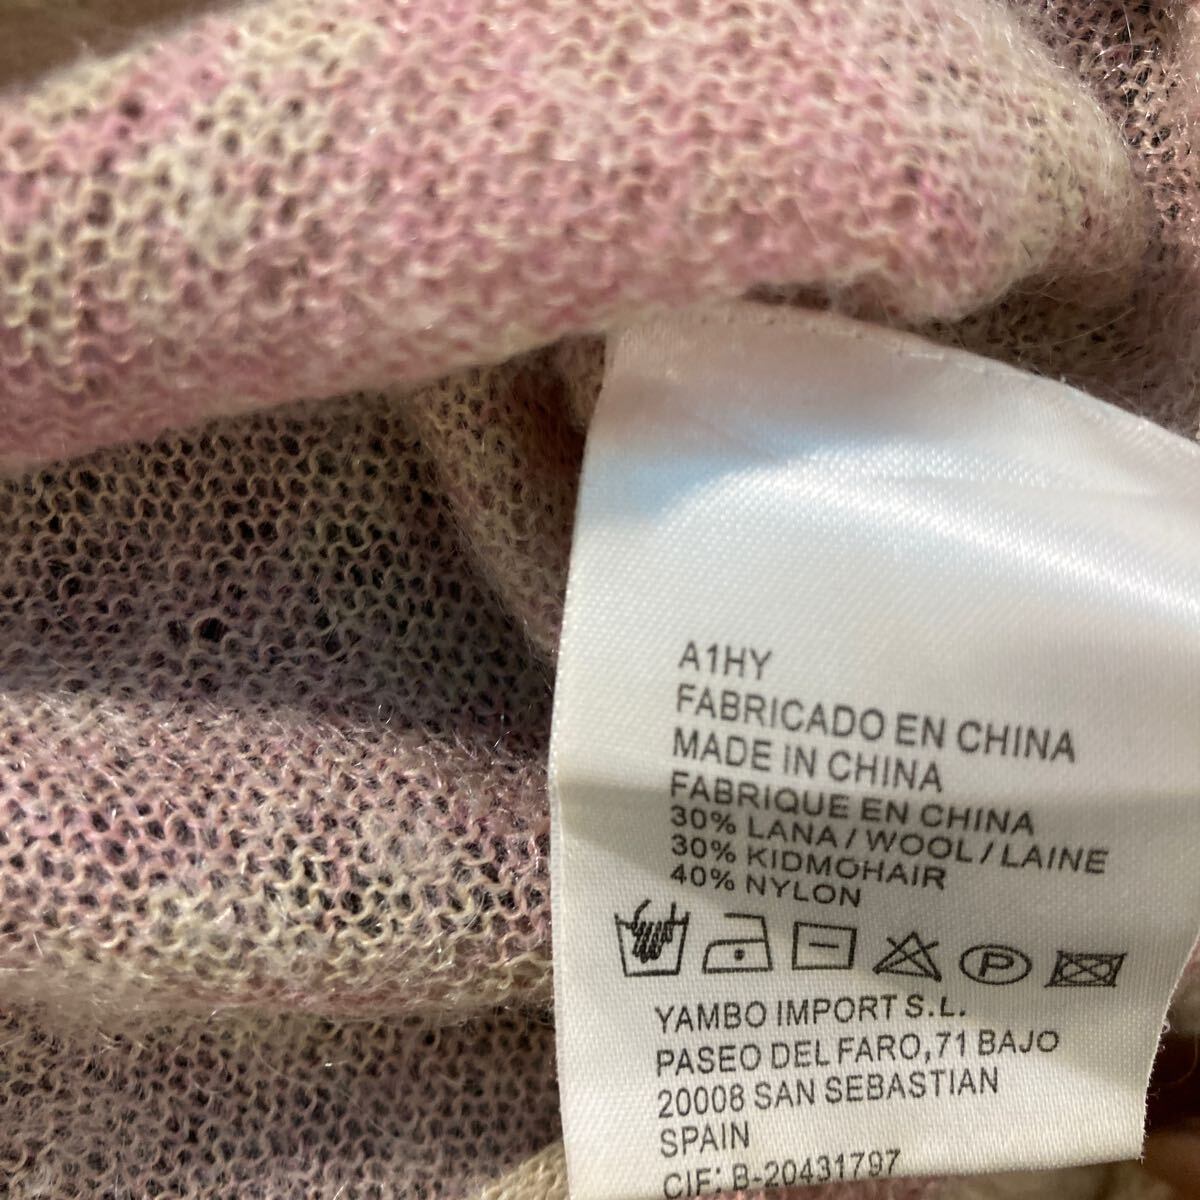 A1HY
FABRICADO EN CHINA
MADE IN CHINA
FABRIQUE EN CHINA
30% LANA / WOOL / LAINE
30% KIDMOHAIR
40% NYLON
P
YAMBO IMPORT S.L.
PASEO DEL FARO,71 BAJO
20008 SAN SEBASTIAN
SPAIN
CIF: B-20431797